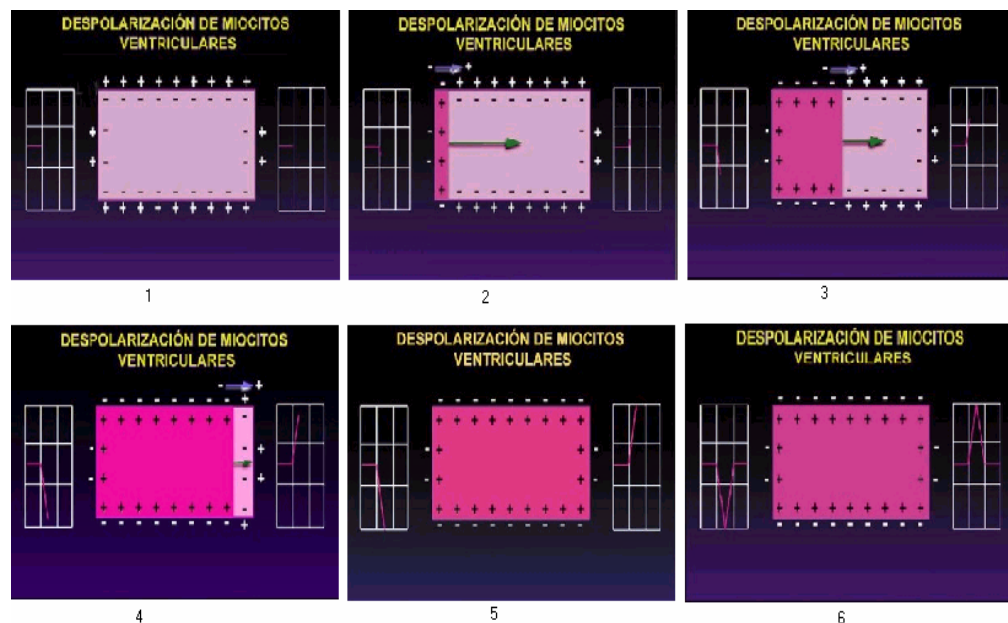 DESPOLARIZACIÓN DE MIOCITOS
VENTRICULARES
1
DESPOLARIZACIÓN DE MIOCITOS
VENTRICULARES
2
DESPOLARIZACIÓN DE MIOCITOS
VENTRICULARES
3
DESPOLARIZACIÓN DE MIOCITOS
VENTRICULARES
4
DESPOLARIZACIÓN DE MIOCITOS
VENTRICULARES
5
DESPOLARIZACIÓN DE MIOCITOS
VENTRICULARES
6